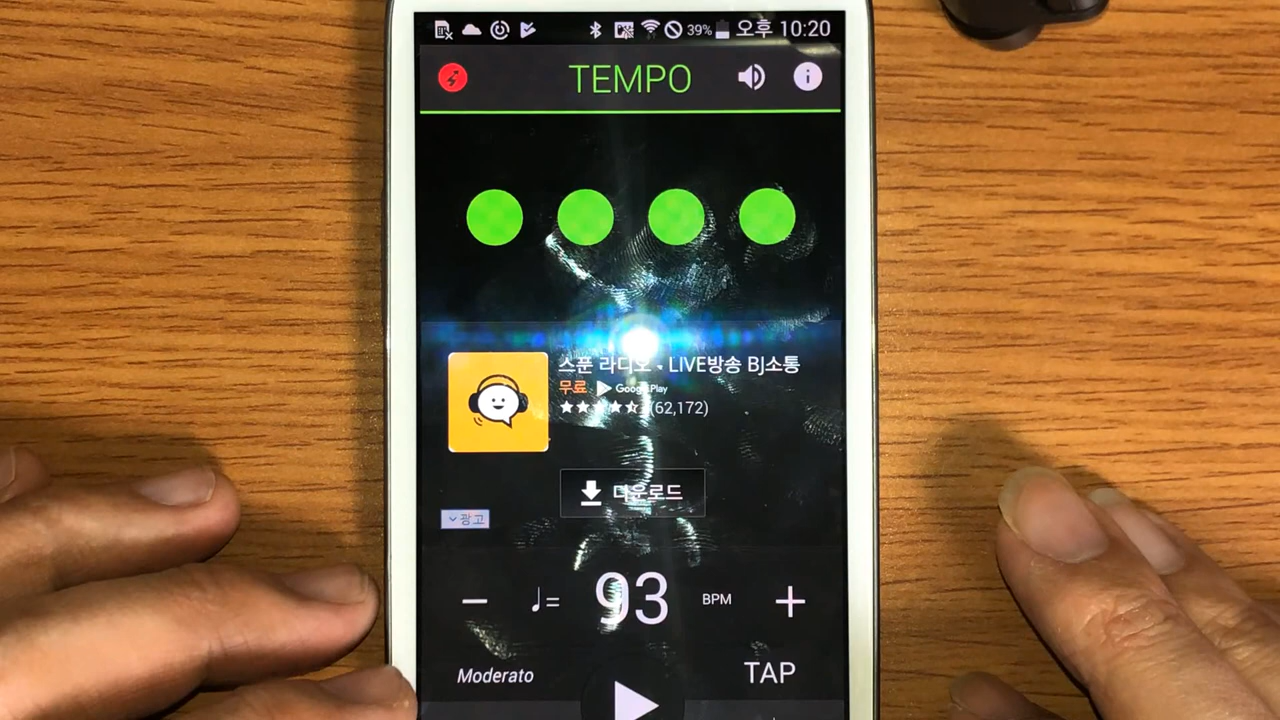 39% 오후 10:20
TEMPO
스푼 라디오 - LIVE방송 BJ소통
무료 Google Play
(62,172)
다운로드
광고
♩= 93 BPM
Moderato
TAP